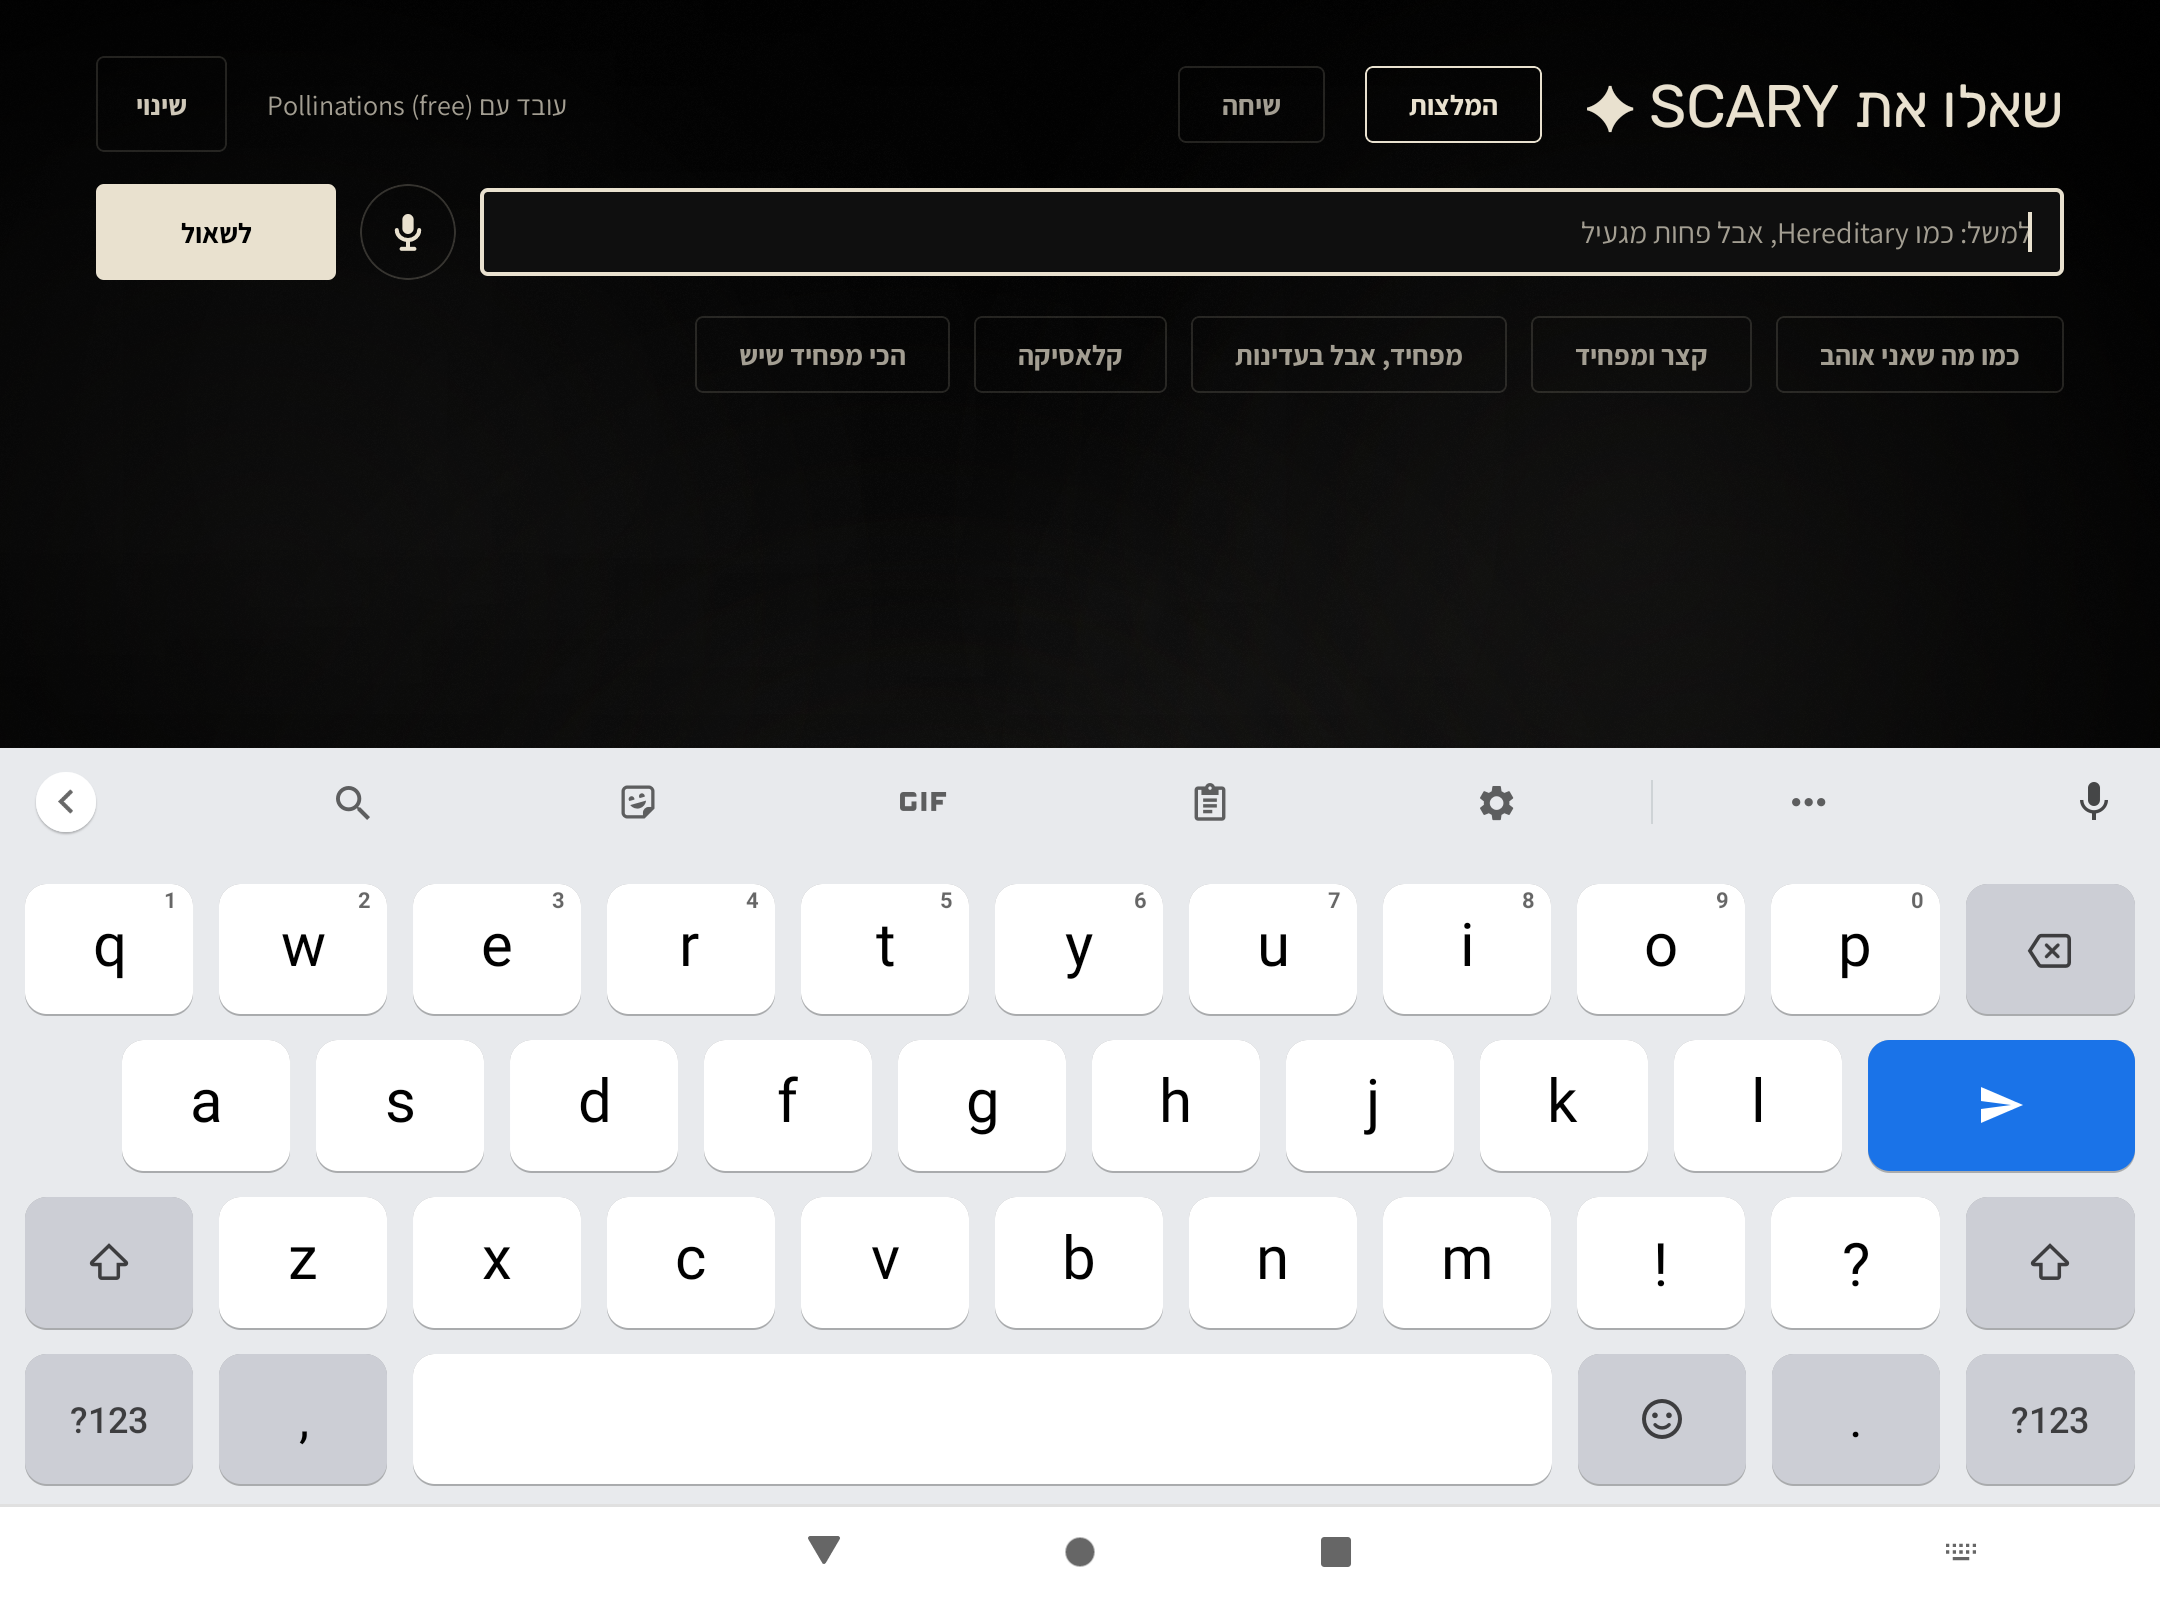 שאלו את SCARY ✦ המלצות שיחה עובד עם Pollinations (free) שינוי
למשל: כמו Hereditary, אבל פחות מגעיל לשאול
כמו מה שאני אוהב קצר ומפחיד מפחיד, אבל בעדינות קלאסיקה הכי מפחיד שיש
GIF
q 1 w 2 e 3 r 4 t 5 y 6 u 7 i 8 o 9 p 0
a s d f g h j k l
z x c v b n m ! ?
?123 , . ?123